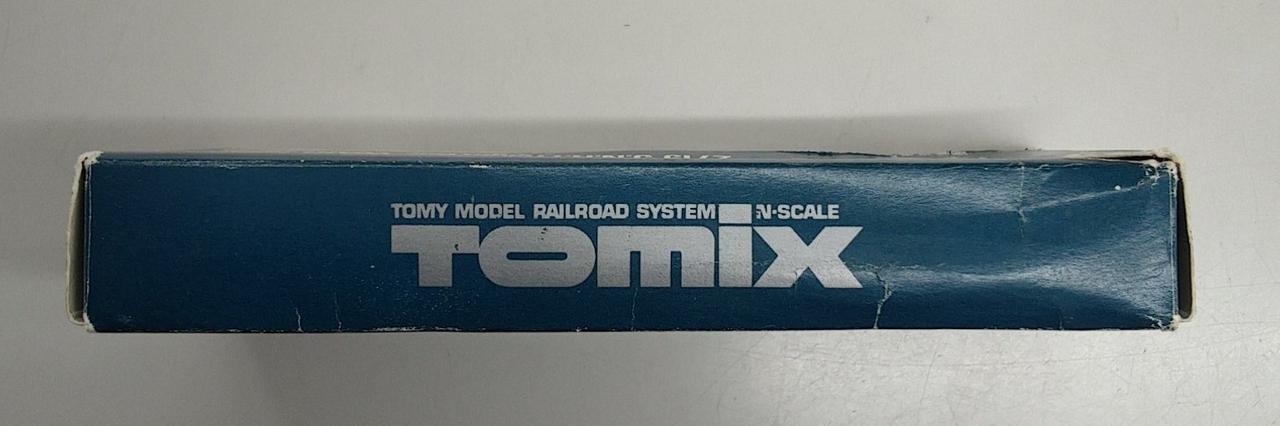 TOMY MODEL RAILROAD SYSTEM N-SCALE
TOMIX